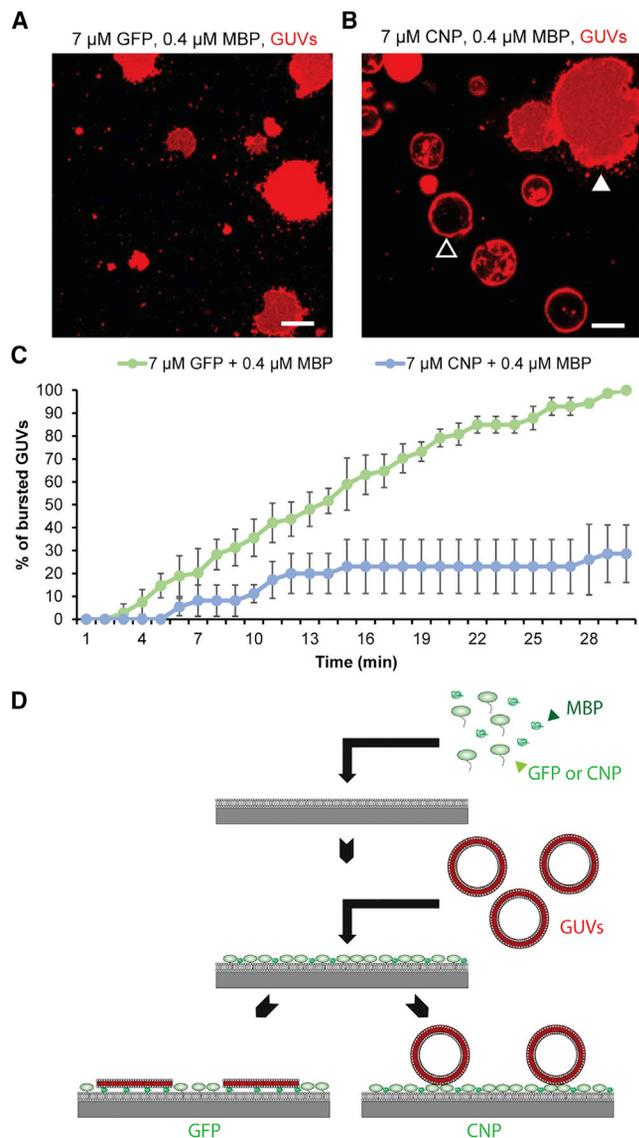 A
7 µM GFP, 0.4 µM MBP, GUVs
B
7 µM CNP, 0.4 µM MBP, GUVs
C
7 µM GFP + 0.4 µM MBP
7 µM CNP + 0.4 µM MBP
% of bursted GUVs
100
90
80
70
60
50
40
30
20
10
0
1 4 7 10 13 16 19 22 25 28
Time (min)
D
MBP
GFP or CNP
GUVs
GFP
CNP